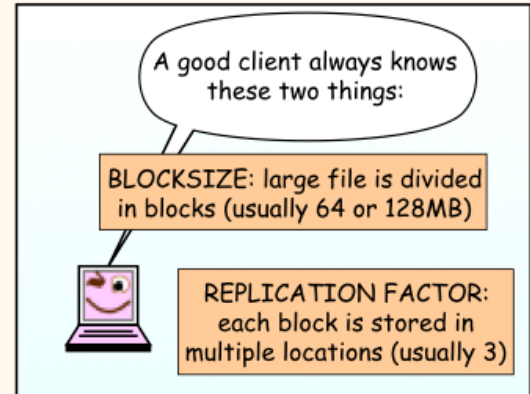 A good client always knows
these two things:
BLOCKSIZE: large file is divided
in blocks (usually 64 or 128MB)
REPLICATION FACTOR:
each block is stored in
multiple locations (usually 3)